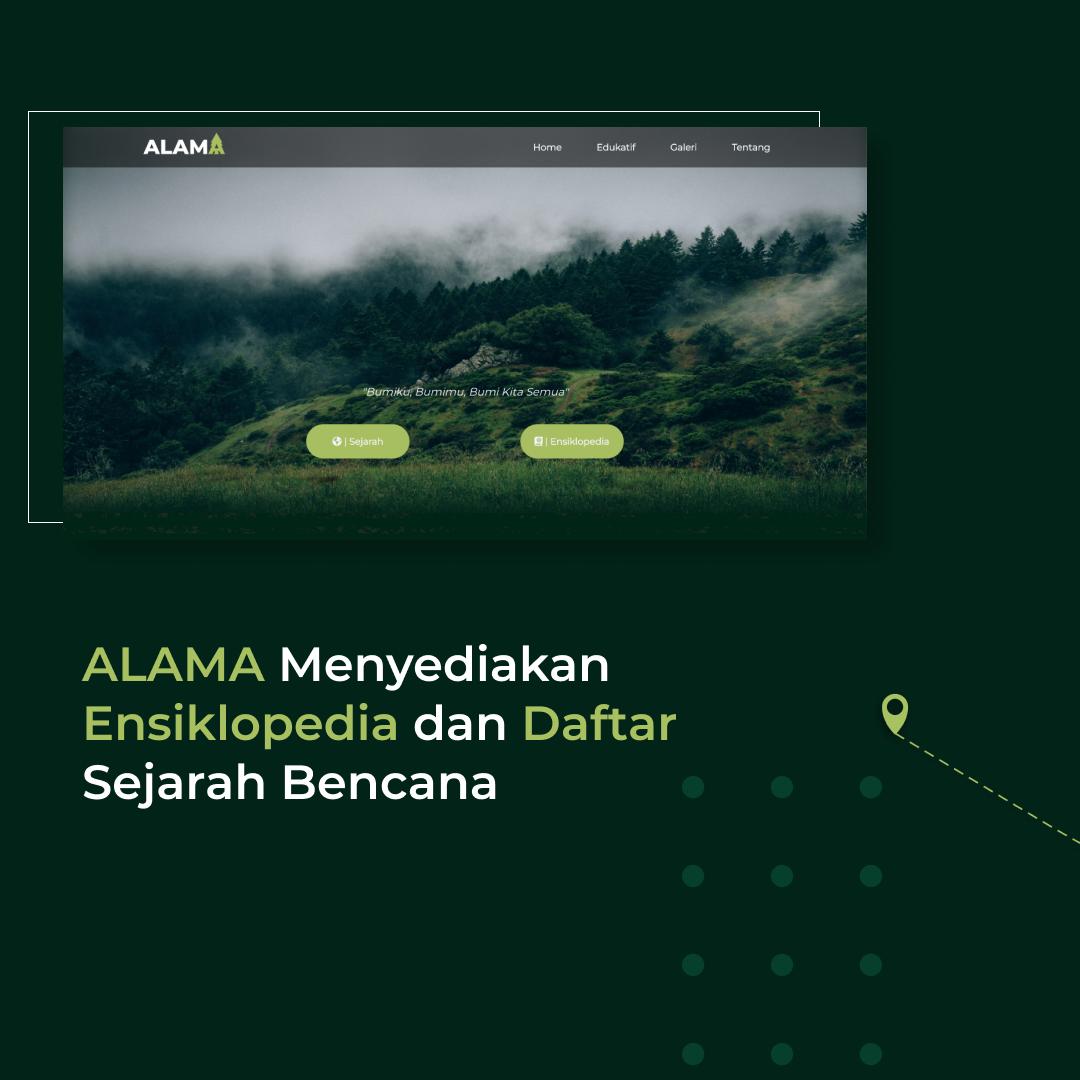 ALAMA
Home Edukatif Galeri Tentang
"Bumiku, Bumimu, Bumi Kita Semua"
| Sejarah | Ensiklopedia
ALAMA Menyediakan
Ensiklopedia dan Daftar
Sejarah Bencana